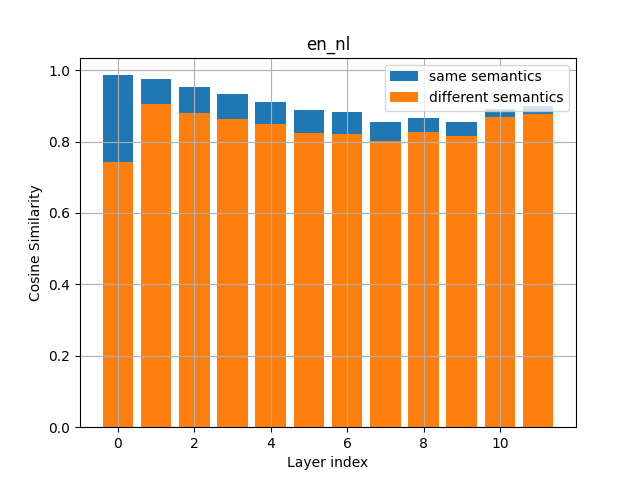 en_nl
same semantics
different semantics
1.0
0.8
0.6
0.4
0.2
0.0
Cosine Similarity
0 2 4 6 8 10
Layer index